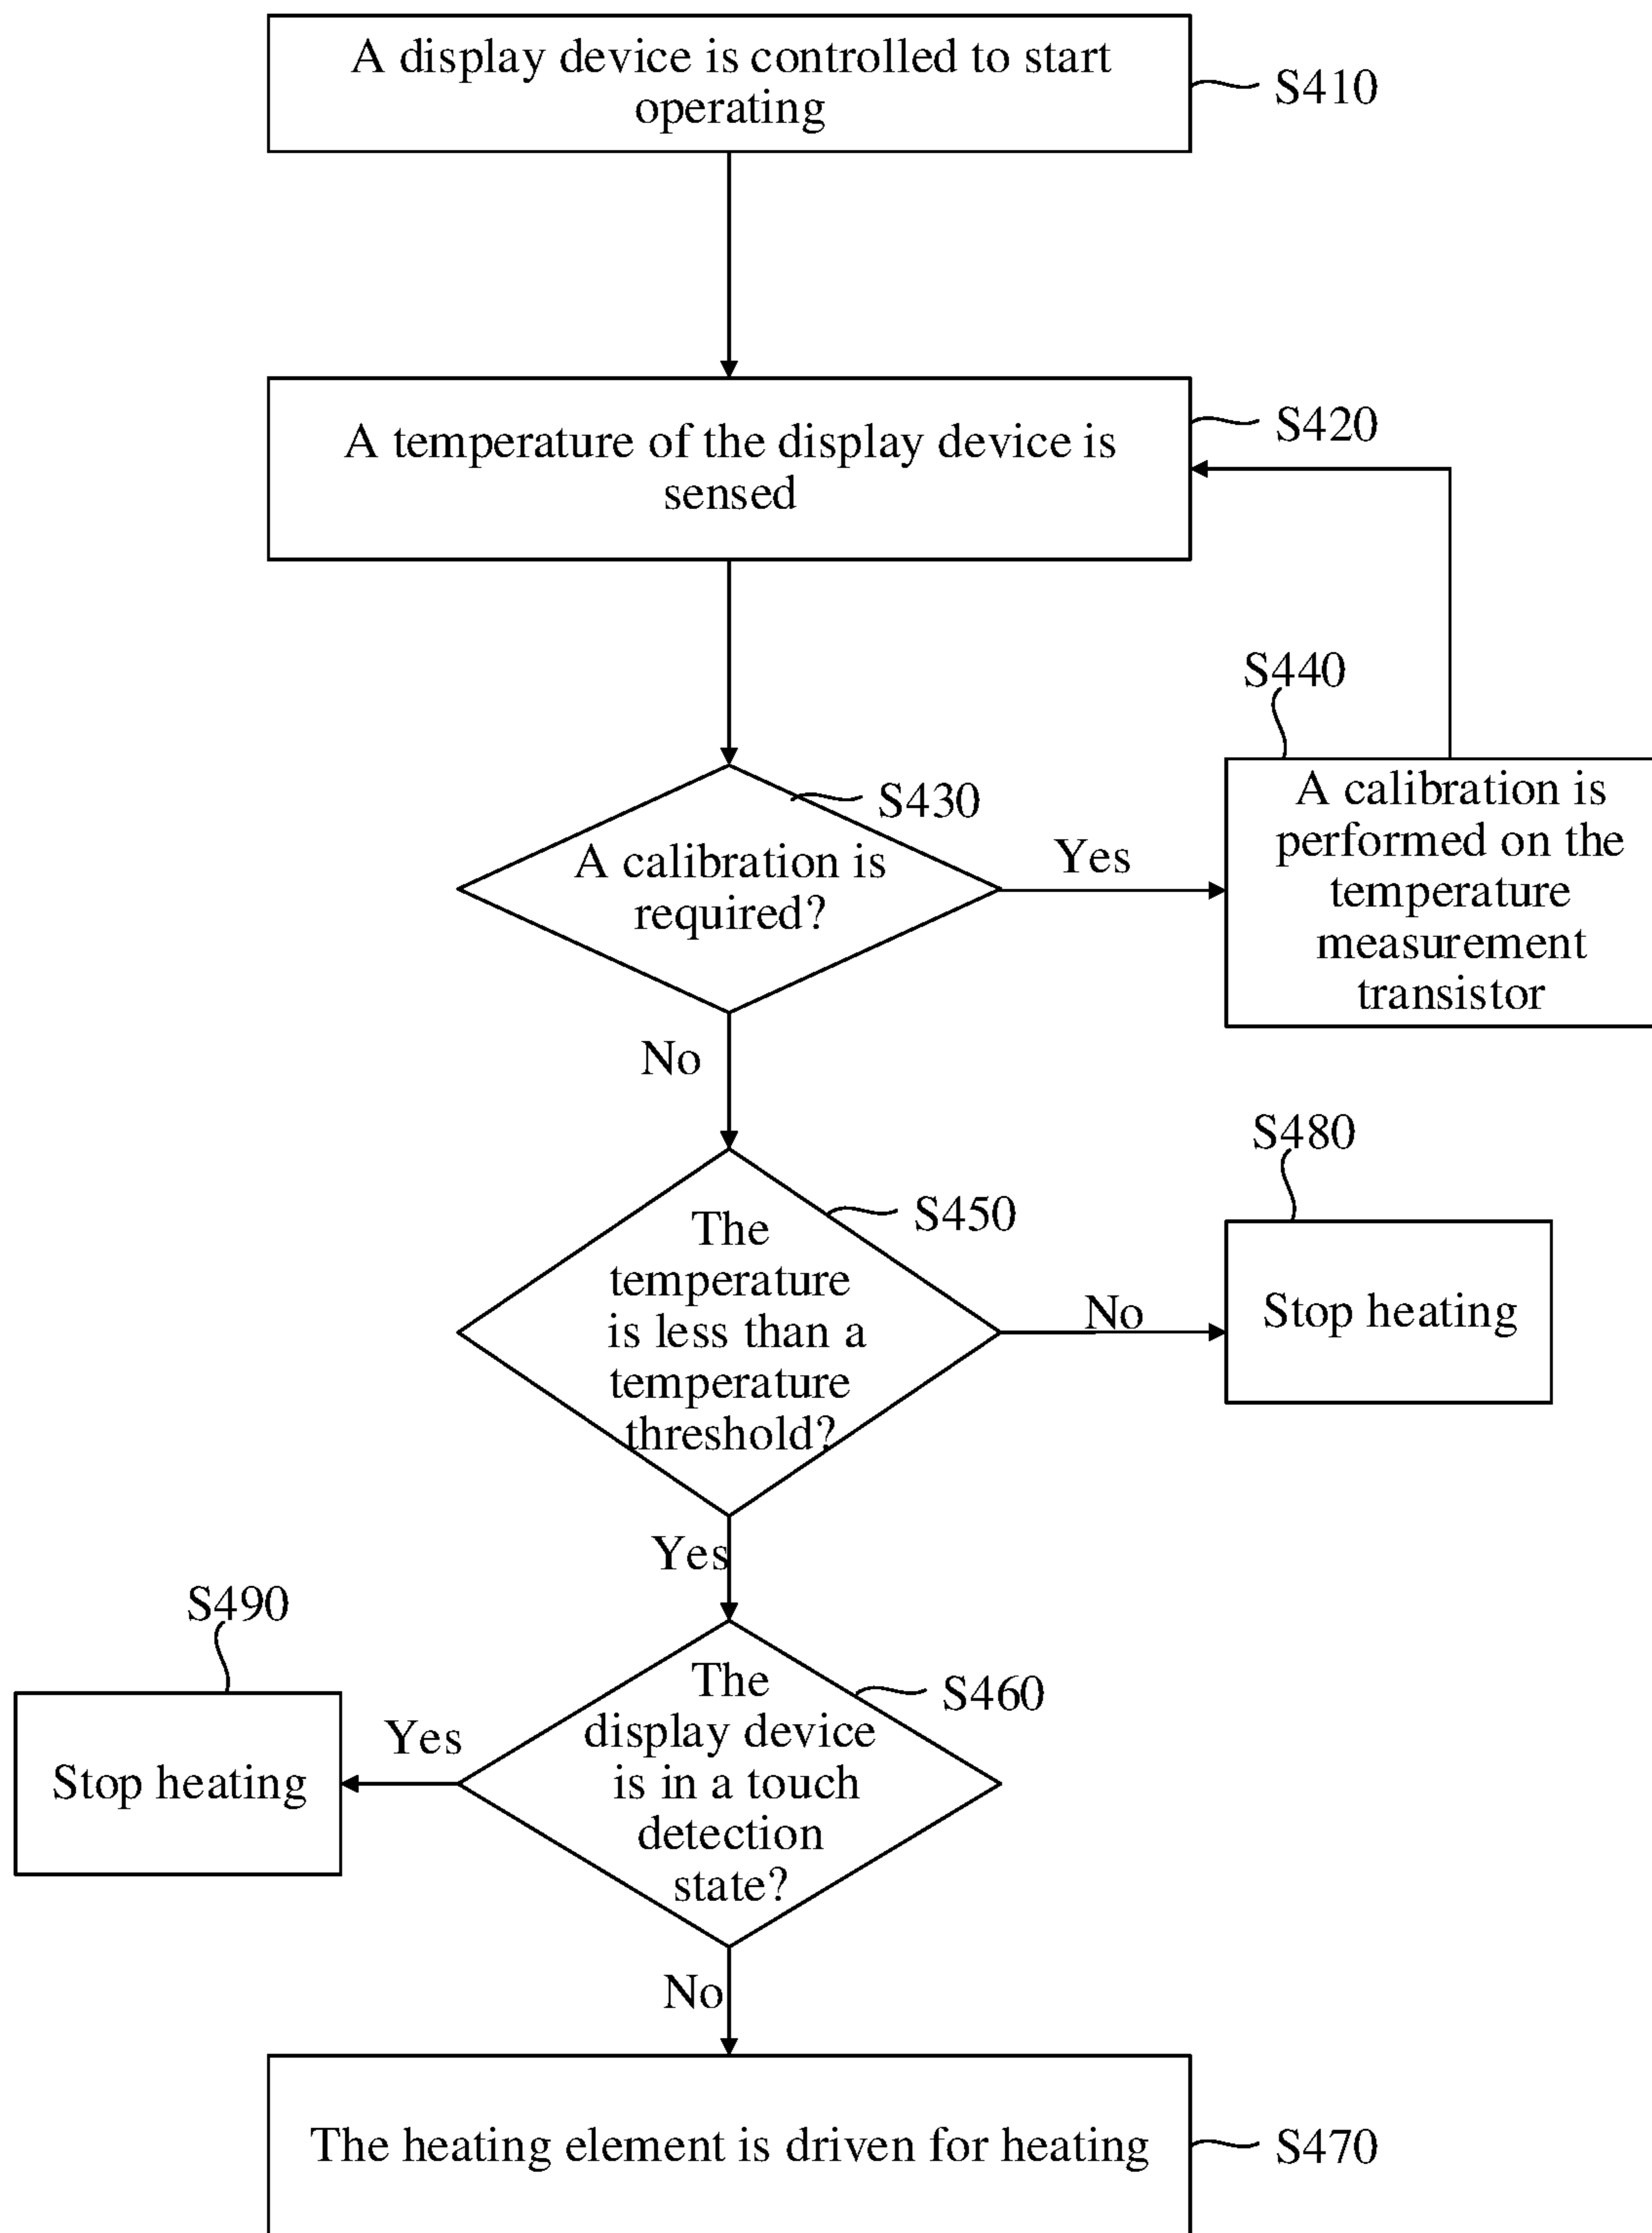 A display device is controlled to start
operating
S410
A temperature of the display device is
sensed
S420
S430
A calibration is
required?
Yes
S440
A calibration is
performed on the
temperature
measurement
transistor
No
S450
The
temperature
is less than a
temperature
threshold?
No
S480
Stop heating
Yes
S460
The
display device
is in a touch
detection
state?
Yes
S490
Stop heating
No
The heating element is driven for heating
S470